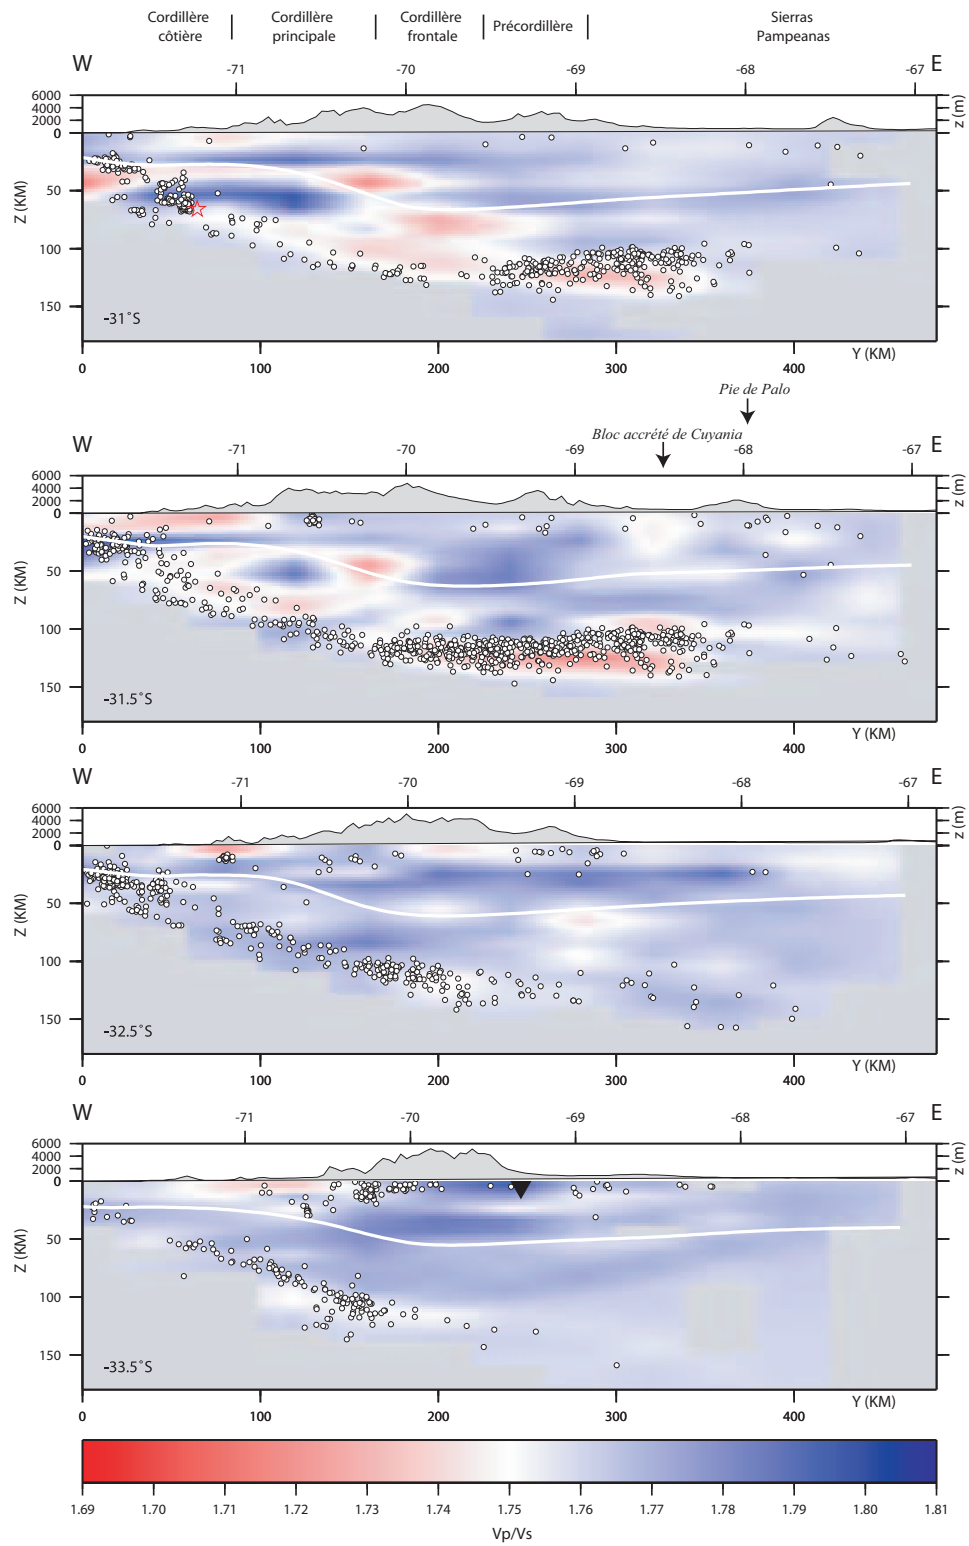 Cordillère côtière | Cordillère principale | Cordillère frontale | Précordillère | Sierras Pampeanas
W -71 -70 -69 -68 -67 E
6000
4000
2000
0
z (m)
Z (KM)
50
100
150
-31°S
Y (KM)
0 100 200 300 400
Pie de Palo
Bloc accrété de Cuyania
W -71 -70 -69 -68 -67 E
6000
4000
2000
0
z (m)
Z (KM)
50
100
150
-31.5°S
Y (KM)
0 100 200 300 400
W -71 -70 -69 -68 -67 E
6000
4000
2000
0
z (m)
Z (KM)
50
100
150
-32.5°S
Y (KM)
0 100 200 300 400
W -71 -70 -69 -68 -67 E
6000
4000
2000
0
z (m)
Z (KM)
50
100
150
-33.5°S
Y (KM)
0 100 200 300 400
1.69 1.70 1.71 1.72 1.73 1.74 1.75 1.76 1.77 1.78 1.79 1.80 1.81
Vp/Vs